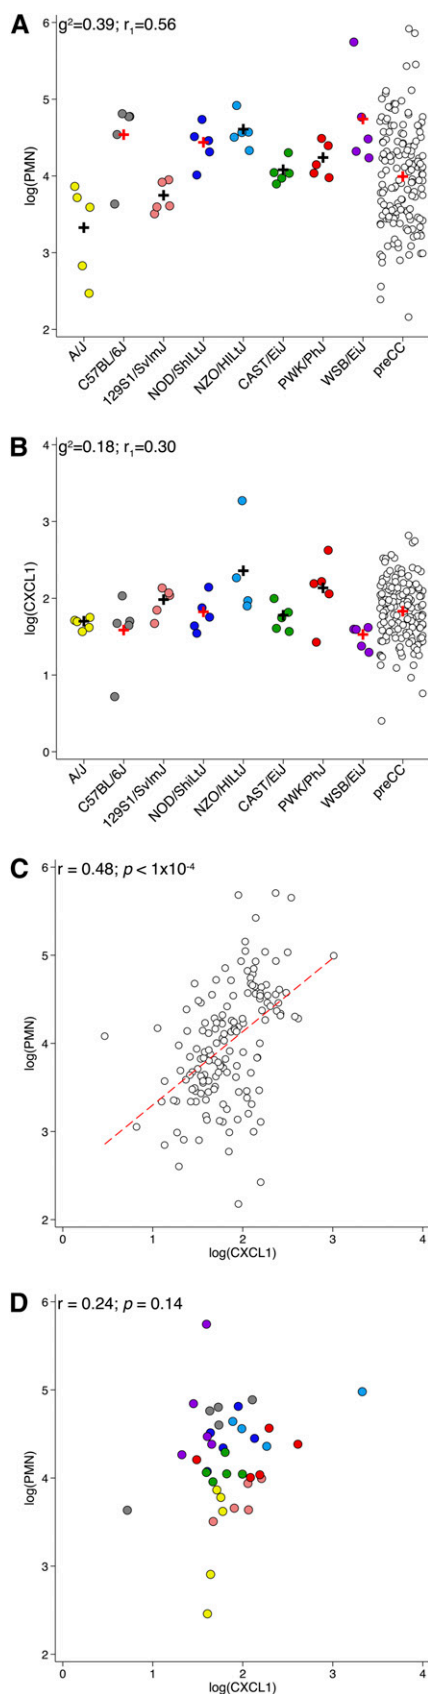 A
g²=0.39; r₁=0.56
6
5
4
3
2
log(PMN)
A/J
C57BL/6J
129S1/SvImJ
NOD/ShiLtJ
NZO/HILtJ
CAST/EiJ
PWK/PhJ
WSB/EiJ
preCC
B
g²=0.18; r₁=0.30
4
3
2
1
0
log(CXCL1)
A/J
C57BL/6J
129S1/SvImJ
NOD/ShiLtJ
NZO/HILtJ
CAST/EiJ
PWK/PhJ
WSB/EiJ
preCC
C
r = 0.48; p < 1x10⁻⁴
6
5
4
3
2
log(PMN)
0 1 2 3 4
log(CXCL1)
D
r = 0.24; p = 0.14
6
5
4
3
2
log(PMN)
0 1 2 3 4
log(CXCL1)